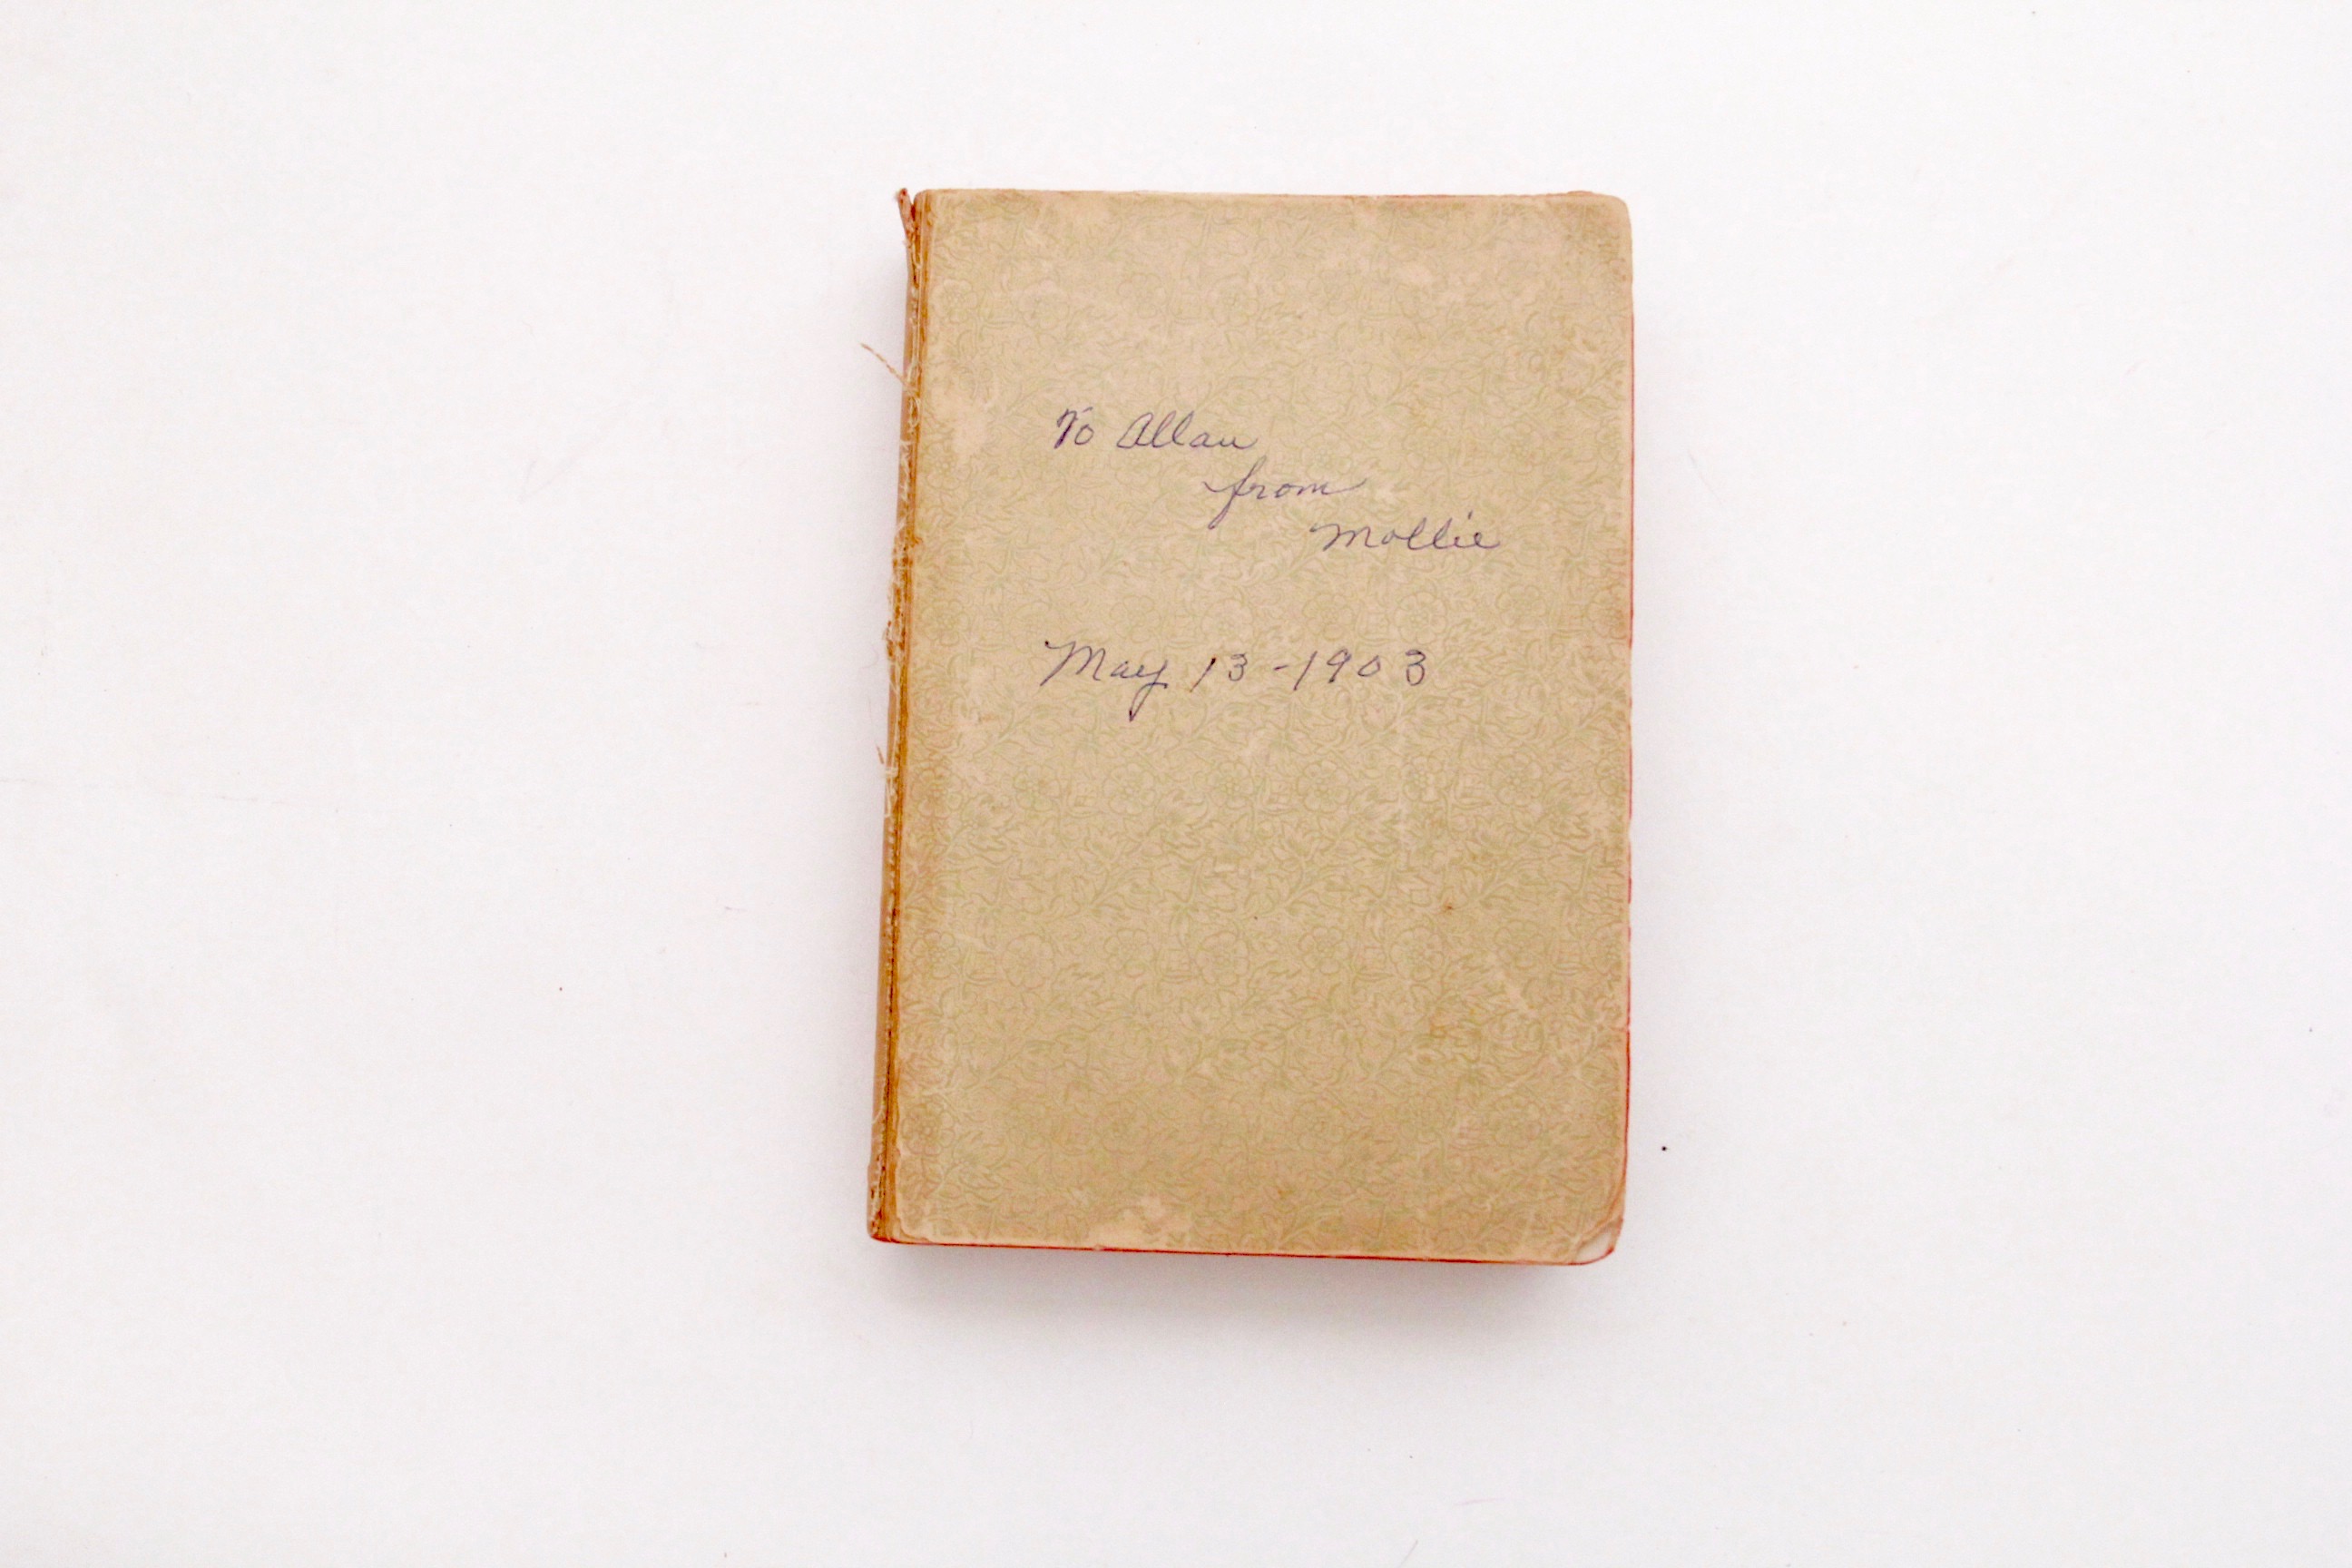 To Allan
from
Mollie
May 13-1903